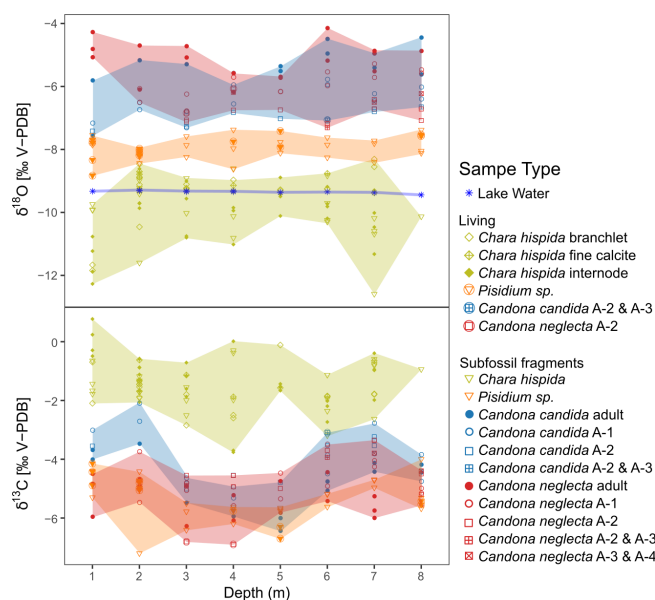 −4
−6
−8
−10
−12
δ18O [‰ V−PDB]
0
−2
−4
−6
δ13C [‰ V−PDB]
1 2 3 4 5 6 7 8
Depth (m)
Sampe Type
Lake Water
Living
Chara hispida branchlet
Chara hispida fine calcite
Chara hispida internode
Pisidium sp.
Candona candida A-2 & A-3
Candona neglecta A-2
Subfossil fragments
Chara hispida
Pisidium sp.
Candona candida adult
Candona candida A-1
Candona candida A-2
Candona candida A-2 & A-3
Candona neglecta adult
Candona neglecta A-1
Candona neglecta A-2
Candona neglecta A-2 & A-3
Candona neglecta A-3 & A-4